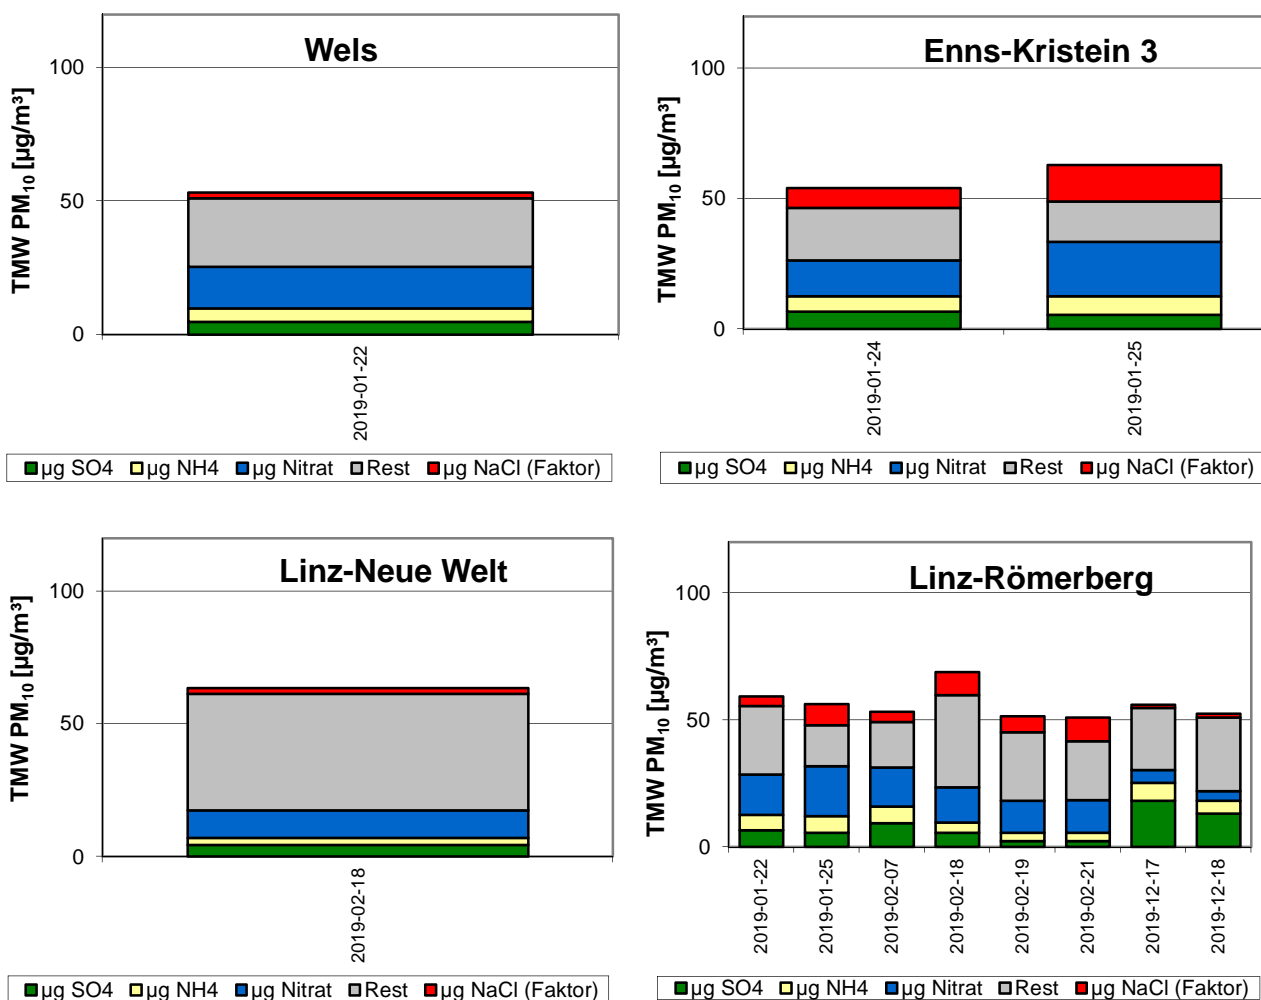 Wels
TMW PM10 [µg/m³]
100
50
0
2019-01-22
µg SO4 µg NH4 µg Nitrat Rest µg NaCl (Faktor)
Enns-Kristein 3
TMW PM10 [µg/m³]
100
50
0
2019-01-24
2019-01-25
µg SO4 µg NH4 µg Nitrat Rest µg NaCl (Faktor)
Linz-Neue Welt
TMW PM10 [µg/m³]
100
50
0
2019-02-18
µg SO4 µg NH4 µg Nitrat Rest µg NaCl (Faktor)
Linz-Römerberg
TMW PM10 [µg/m³]
100
50
0
2019-01-22
2019-01-25
2019-02-07
2019-02-18
2019-02-19
2019-02-21
2019-12-17
2019-12-18
µg SO4 µg NH4 µg Nitrat Rest µg NaCl (Faktor)